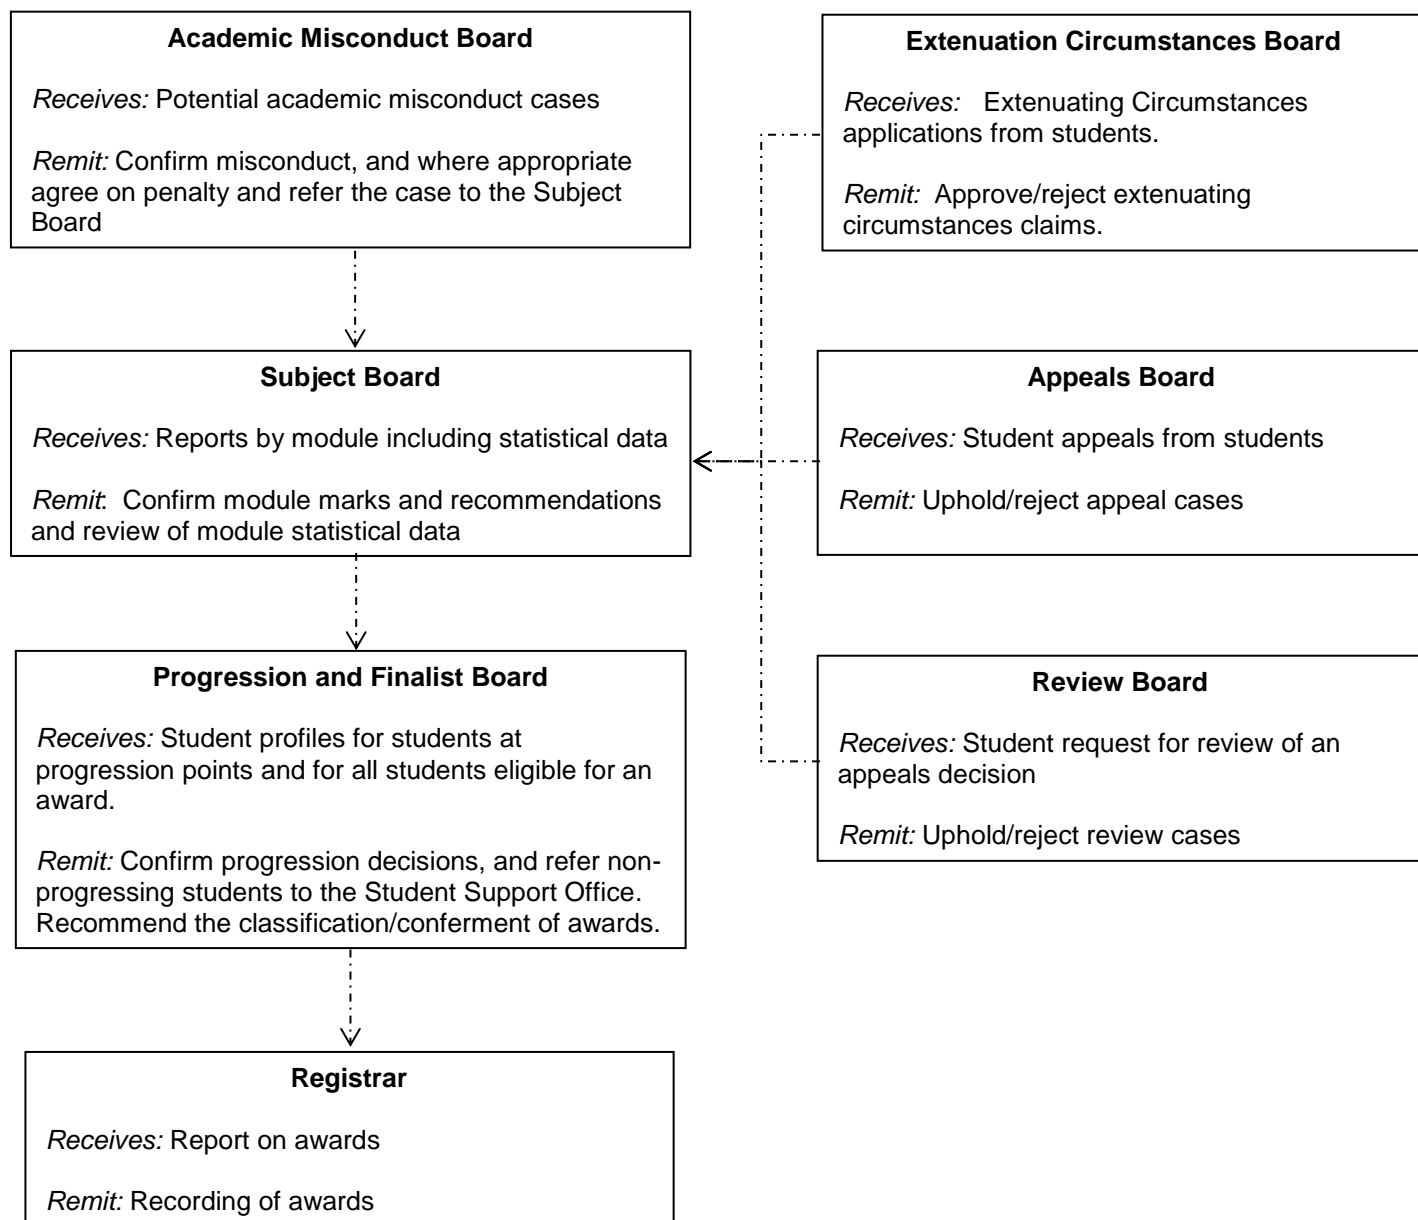 Academic Misconduct Board
Receives: Potential academic misconduct cases
Remit: Confirm misconduct, and where appropriate
agree on penalty and refer the case to the Subject
Board
Extenuation Circumstances Board
Receives: Extenuating Circumstances
applications from students.
Remit: Approve/reject extenuating
circumstances claims.
Subject Board
Receives: Reports by module including statistical data
Remit: Confirm module marks and recommendations
and review of module statistical data
Appeals Board
Receives: Student appeals from students
Remit: Uphold/reject appeal cases
Progression and Finalist Board
Receives: Student profiles for students at
progression points and for all students eligible for an
award.
Remit: Confirm progression decisions, and refer non-
progressing students to the Student Support Office.
Recommend the classification/conferment of awards.
Review Board
Receives: Student request for review of an
appeals decision
Remit: Uphold/reject review cases
Registrar
Receives: Report on awards
Remit: Recording of awards